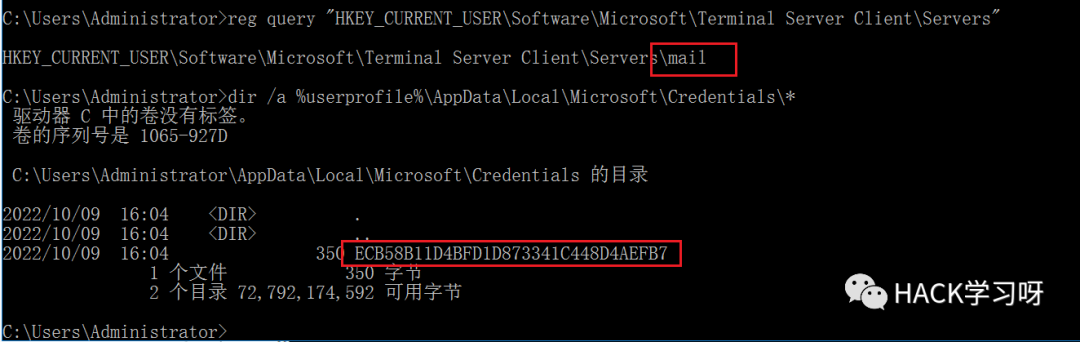 C:\Users\Administrator>reg query "HKEY_CURRENT_USER\Software\Microsoft\Terminal Server Client\Servers"
HKEY_CURRENT_USER\Software\Microsoft\Terminal Server Client\Servers\mail
C:\Users\Administrator>dir /a %userprofile%\AppData\Local\Microsoft\Credentials\*
驱动器 C 中的卷没有标签。
卷的序列号是 1065-927D
C:\Users\Administrator\AppData\Local\Microsoft\Credentials 的目录
2022/10/09 16:04 <DIR> .
2022/10/09 16:04 <DIR> ..
2022/10/09 16:04 350 ECB58B11D4BFD1D873341C448D4AEFB7
1 个文件 350 字节
2 个目录 72,792,174,592 可用字节
HACK学习呀
C:\Users\Administrator>